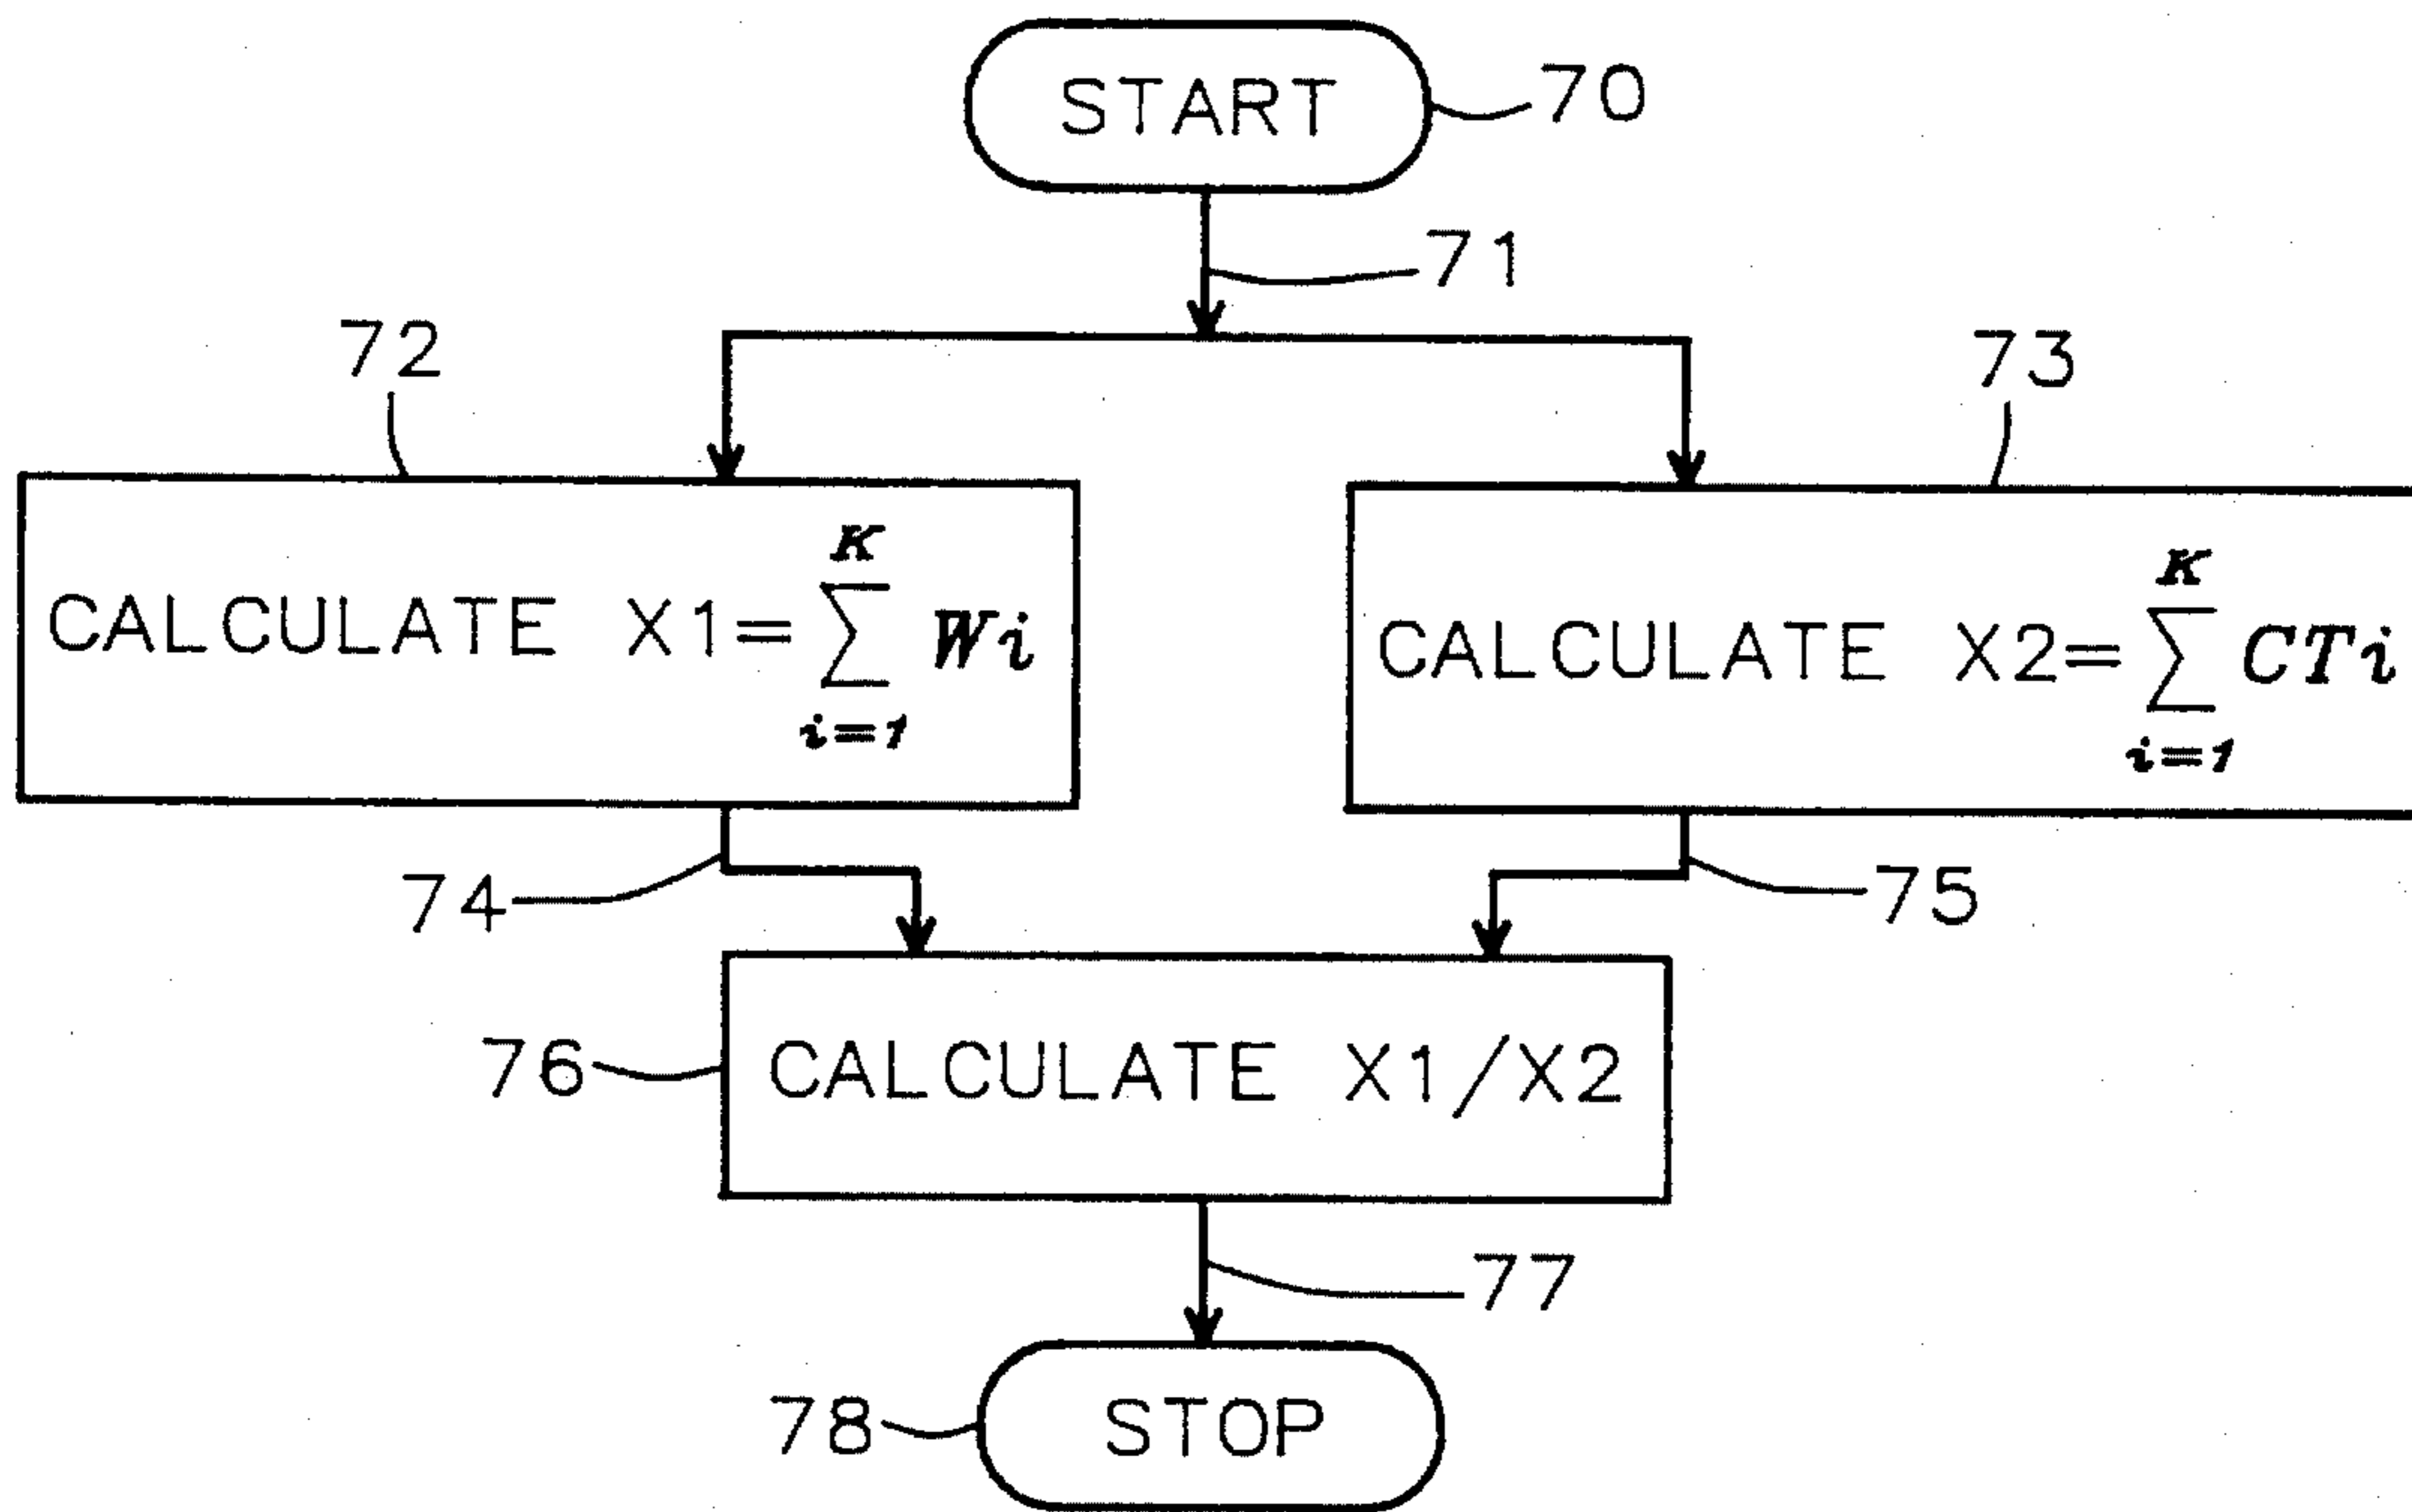 START
70
71
72
73
K
CALCULATE X1=∑ Wi
i=1
K
CALCULATE X2=∑ CTi
i=1
74
75
76
CALCULATE X1/X2
77
78
STOP